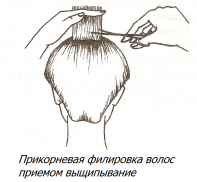 Прикорневая филировка волос
приемом выщипывание